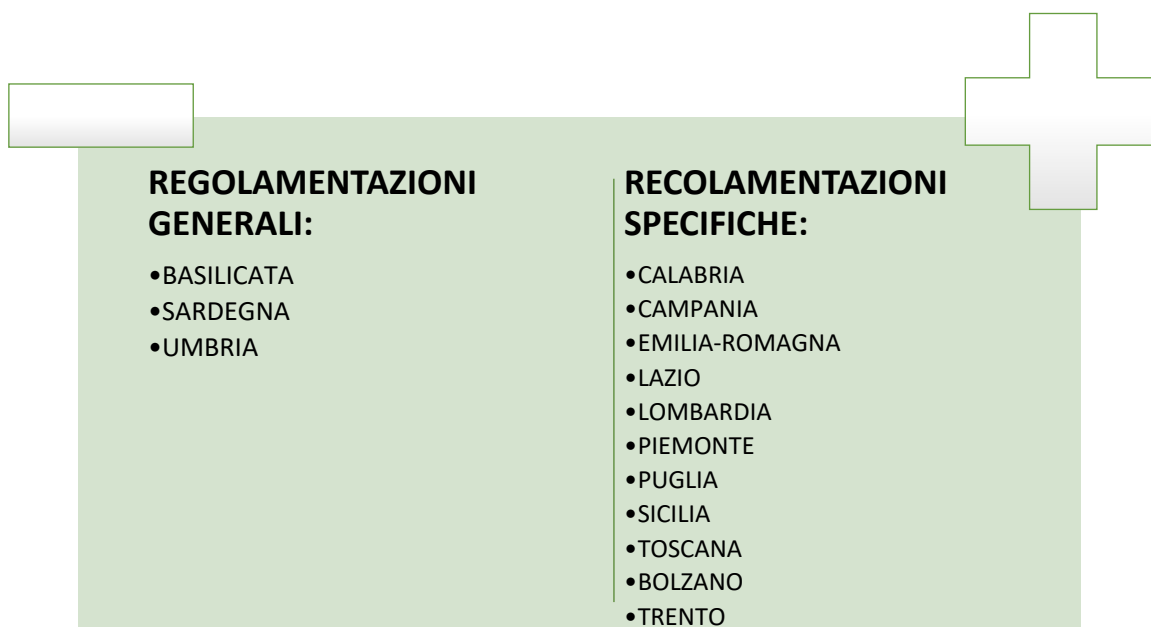 REGOLAMENTAZIONI
GENERALI:
•BASILICATA
•SARDEGNA
•UMBRIA
RECOLAMENTAZIONI
SPECIFICHE:
•CALABRIA
•CAMPANIA
•EMILIA-ROMAGNA
•LAZIO
•LOMBARDIA
•PIEMONTE
•PUGLIA
•SICILIA
•TOSCANA
•BOLZANO
•TRENTO